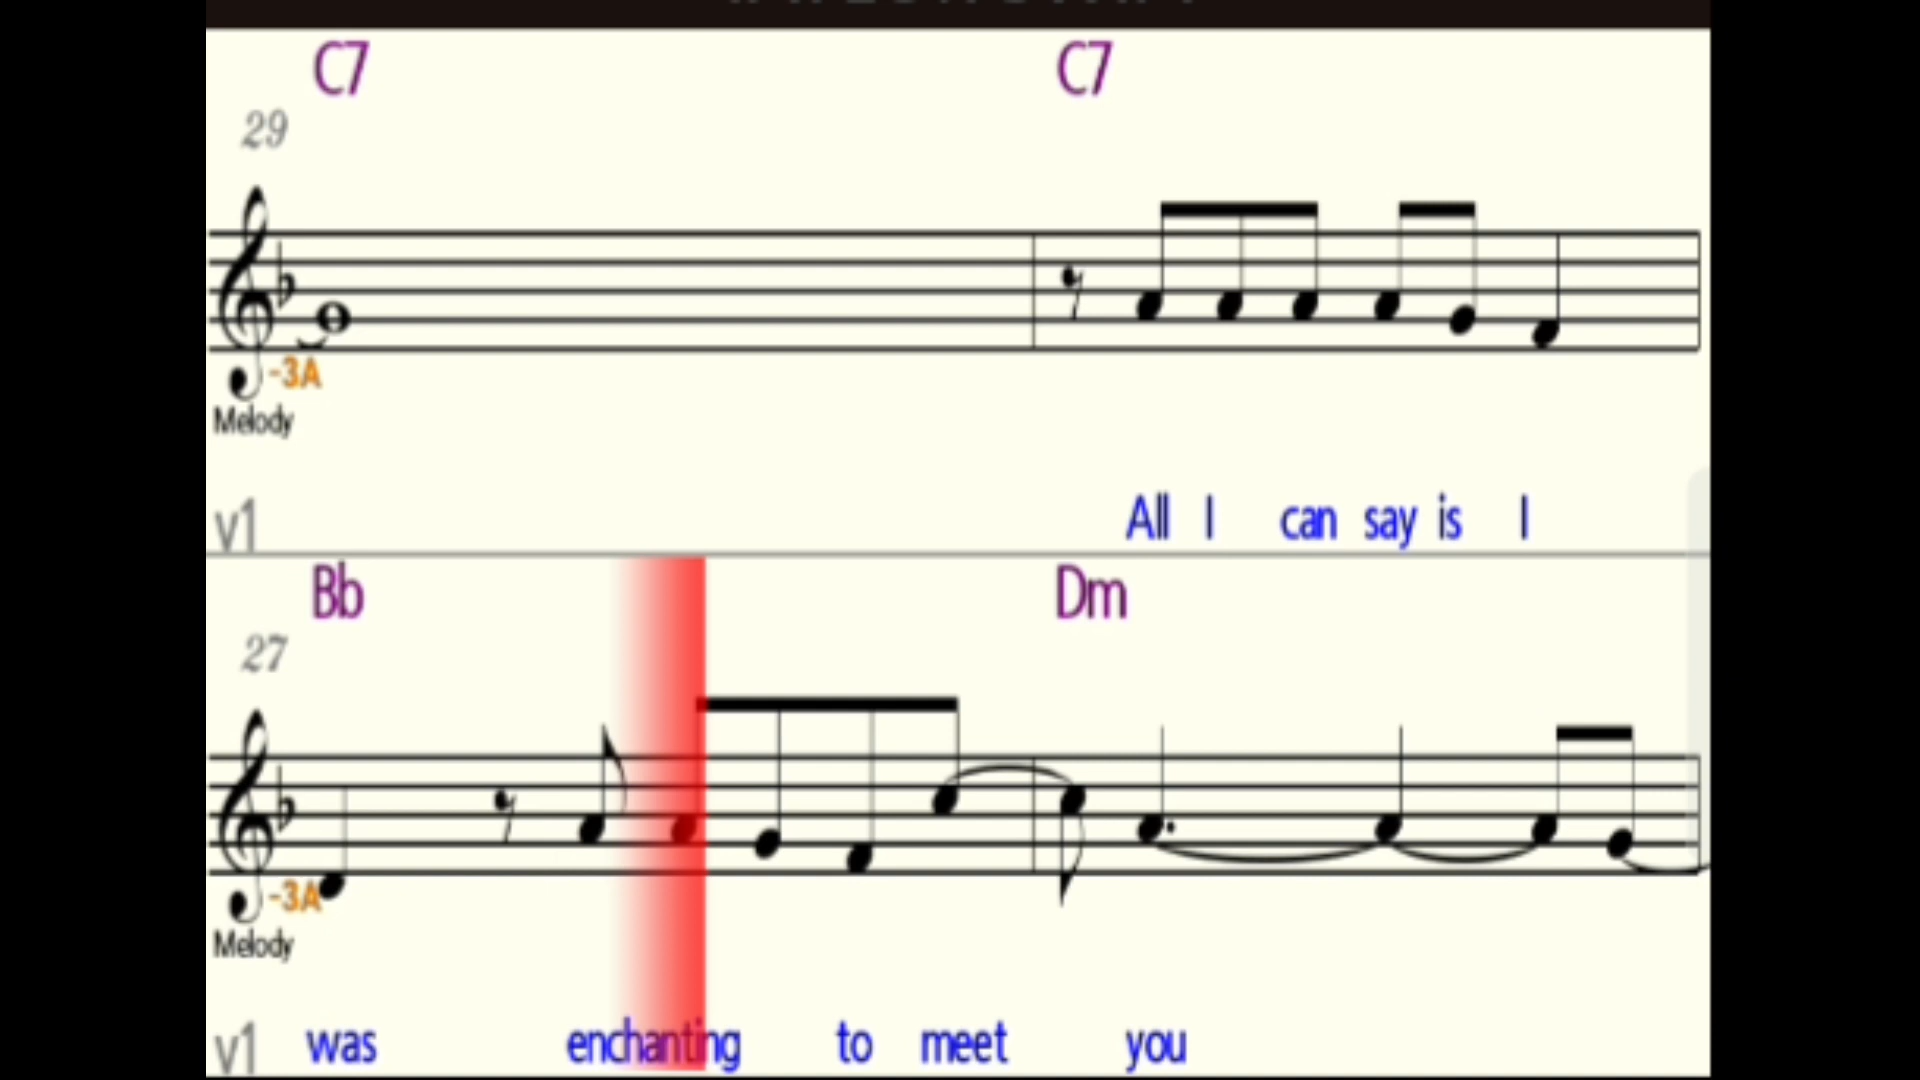 C7 C7
29
-3A
Melody
v1 All I can say is I
Bb Dm
27
-3A
Melody
v1 was enchanting to meet you